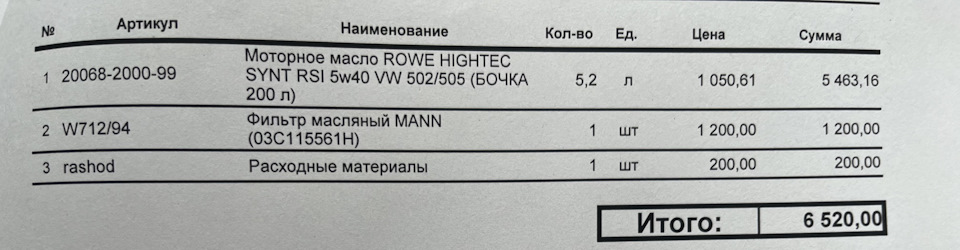 № Артикул Наименование Кол-во Ед. Цена Сумма
Моторное масло ROWE HIGHTEC
1 20068-2000-99 SYNT RSI 5w40 VW 502/505 (БОЧКА 5,2 л 1 050,61 5 463,16
200 л)
2 W712/94 Фильтр масляный MANN 1 шт 1 200,00 1 200,00
(03C115561H)
3 rashod Расходные материалы 1 шт 200,00 200,00
Итого: 6 520,00